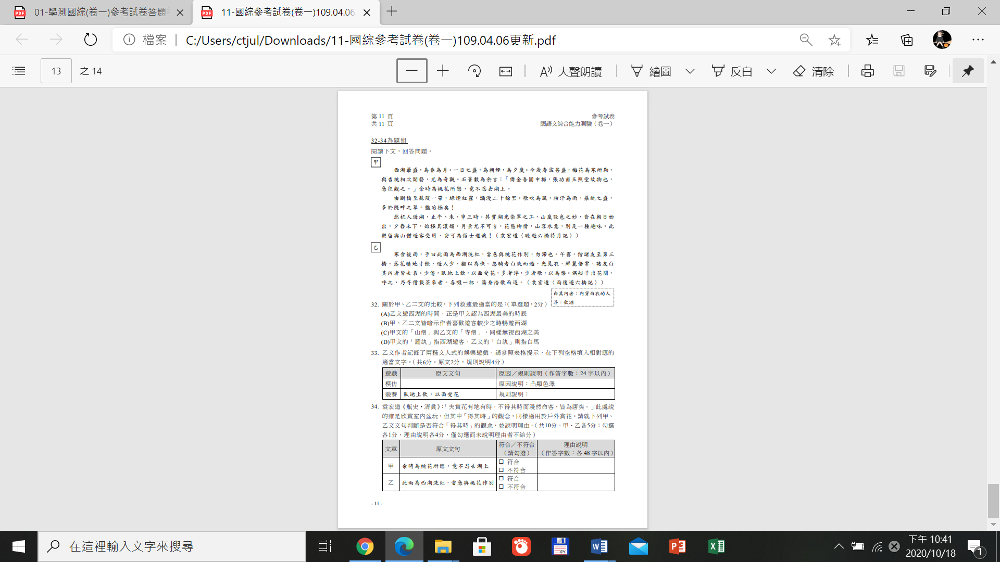 01-學測國綜(卷一)參考試卷答題
11-國綜參考試卷(卷一)109.04.06
檔案
C:/Users/ctjul/Downloads/11-國綜參考試卷(卷一)109.04.06更新.pdf
13 之 14
大聲朗讀 繪圖 反白 清除
第 11 頁 參考試卷
共 11 頁 國語文綜合能力測驗（卷一）
32-34為題組
閱讀下文，回答問題。
甲
西湖最盛，為春為月。一日之盛，為朝煙，為夕嵐。今歲春雪甚盛，梅花為寒所勒，
與杏桃相次開發，尤為奇觀。石簣數為余言：「傅金吾園中梅，張功甫玉照堂故物也，
急往觀之。」余時為桃花所戀，竟不忍去湖上。
由斷橋至蘇隄一帶，綠煙紅霧，瀰漫二十餘里。歌吹為風，粉汗為雨，羅紈之盛，
多於隄畔之草。豔冶極矣！
然杭人遊湖，止午、未、申三時。其實湖光染翠之工，山嵐設色之妙，皆在朝日始
出，夕舂未下，始極其濃媚。月景尤不可言，花態柳情，山容水意，別是一種趣味。此
樂留與山僧遊客受用，安可為俗士道哉！（袁宏道〈晚遊六橋待月記〉）
乙
寒食後雨，予曰此雨為西湖洗紅，當急與桃花作別，勿滯也。午霽，偕諸友至第三
橋。落花積地寸餘，遊人少，翻以為快。忽騎者白紈而過，光晃衣，鮮麗倍常，諸友白
其內者皆去表。少倦，臥地上飲，以面受花，多者浮，少者歌，以為樂。偶艇子出花間，
呼之，乃寺僧載茶來者。各啜一杯，蕩舟浩歌而返。（袁宏道〈雨後遊六橋記〉）
白其內者：內穿白衣的人
浮：飲酒
32. 關於甲、乙二文的比較，下列敘述最適當的是：（單選題，2分）
(A)乙文遊西湖的時間，正是甲文認為西湖最美的時辰
(B)甲、乙二文皆暗示作者喜歡遊客較少之時暢遊西湖
(C)甲文的「山僧」與乙文的「寺僧」，同樣無視西湖之美
(D)甲文的「羅紈」指西湖遊客，乙文的「白紈」則指白馬
33. 乙文作者記錄了兩種文人式的娛樂遊戲，請參照表格提示，在下列空格填入相對應的
適當文字。（共6分。原文2分，規則說明4分）
遊戲 原文文句 原因／規則說明（作答字數：24 字以內）
模仿 原因說明：凸顯色澤
競賽 臥地上飲，以面受花 規則說明：
34. 袁宏道《瓶史•清賞》：「夫賞花有地有時，不得其時而漫然命客，皆為唐突。」此處說
的雖是欣賞室內盆玩，但其中「得其時」的觀念，同樣適用於戶外賞花。請就下列甲、
乙文文句判斷是否符合「得其時」的觀念，並說明理由。（共10分。甲、乙各5分：勾選
各1分，理由說明各4分，僅勾選而未說明理由者不給分）
文章 原文文句 符合／不符合（請勾選） 理由說明（作答字數：各 48 字以內）
甲 余時為桃花所戀，竟不忍去湖上 □ 符合
□ 不符合
乙 此雨為西湖洗紅，當急與桃花作別 □ 符合
□ 不符合
- 11 -
在這裡輸入文字來搜尋
下午 10:41
2020/10/18
1